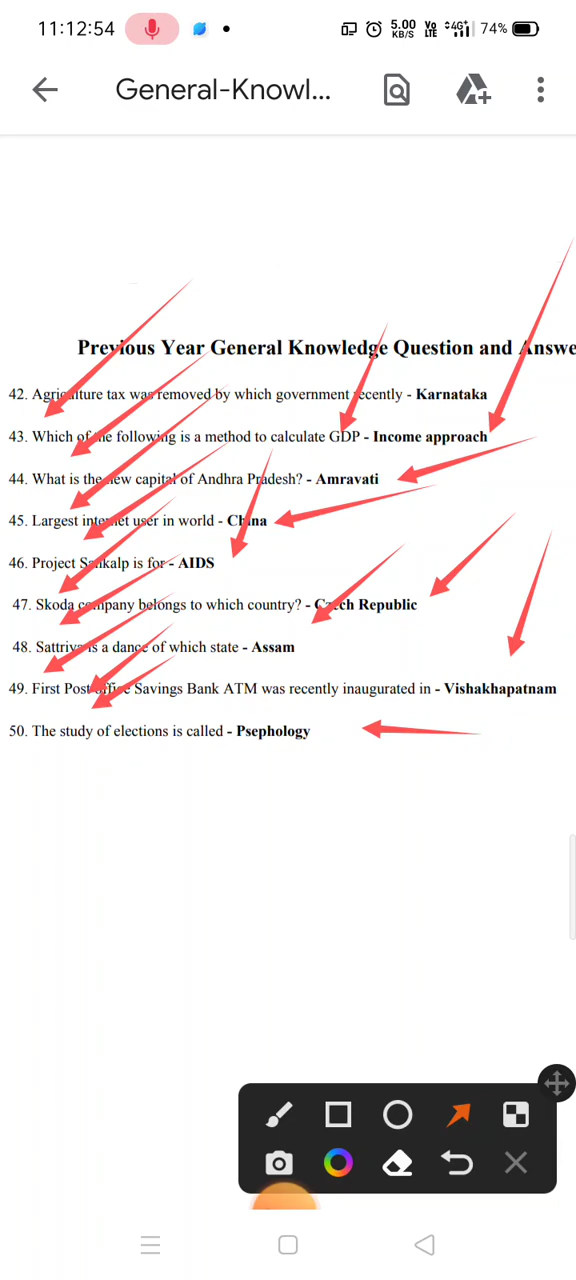 11:12:54 5.00 KB/S Vo LTE 4G+ 74%
General-Knowl...
Previous Year General Knowledge Question and Answe
42. Agriculture tax was removed by which government recently - Karnataka
43. Which of the following is a method to calculate GDP - Income approach
44. What is the new capital of Andhra Pradesh? - Amravati
45. Largest internet user in world - China
46. Project Sankalp is for - AIDS
47. Skoda company belongs to which country? - Czech Republic
48. Sattriya is a dance of which state - Assam
49. First Post office Savings Bank ATM was recently inaugurated in - Vishakhapatnam
50. The study of elections is called - Psephology